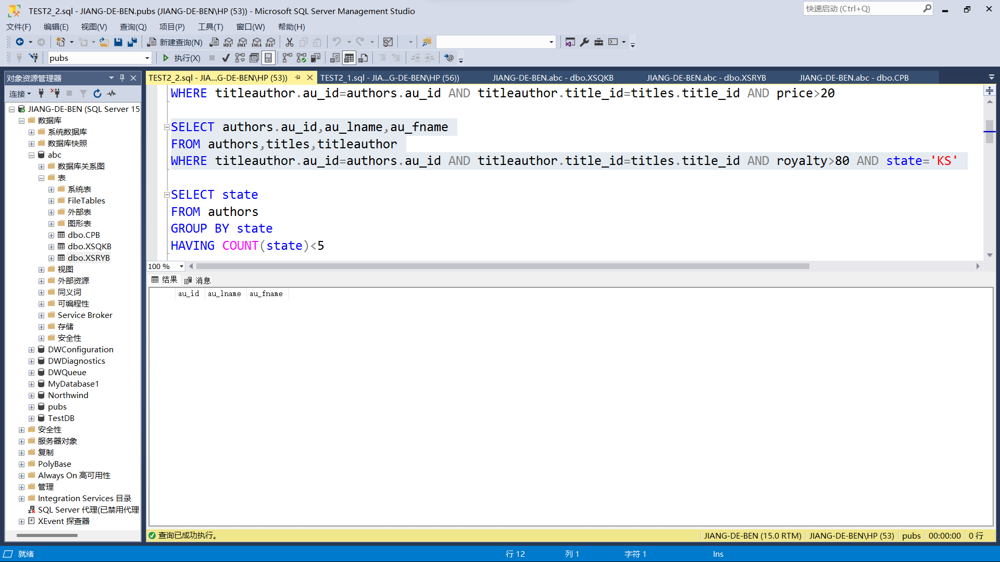 TEST2_2.sql - JIANG-DE-BEN.pubs (JIANG-DE-BEN\HP (53)) - Microsoft SQL Server Management Studio
快速启动 (Ctrl+Q)
文件(F) 编辑(E) 视图(V) 查询(Q) 项目(P) 工具(T) 窗口(W) 帮助(H)
新建查询(N) MDX DMX XMLA DAX
pubs 执行(X)
对象资源管理器
连接
JIANG-DE-BEN (SQL Server 15
数据库
系统数据库
数据库快照
abc
数据库关系图
表
系统表
FileTables
外部表
图形表
dbo.CPB
dbo.XSQKB
dbo.XSRYB
视图
外部资源
同义词
可编程性
Service Broker
存储
安全性
DWConfiguration
DWDiagnostics
DWQueue
MyDatabase1
Northwind
pubs
TestDB
安全性
服务器对象
复制
PolyBase
Always On 高可用性
管理
Integration Services 目录
SQL Server 代理(已禁用代理
XEvent 探查器
TEST2_2.sql - JIA...G-DE-BEN\HP (53)) TEST2_1.sql - JIA...G-DE-BEN\HP (56)) JIANG-DE-BEN.abc - dbo.XSQKB JIANG-DE-BEN.abc - dbo.XSRYB JIANG-DE-BEN.abc - dbo.CPB
WHERE titleauthor.au_id=authors.au_id AND titleauthor.title_id=titles.title_id AND price>20
SELECT authors.au_id,au_lname,au_fname
FROM authors,titles,titleauthor
WHERE titleauthor.au_id=authors.au_id AND titleauthor.title_id=titles.title_id AND royalty>80 AND state='KS'
SELECT state
FROM authors
GROUP BY state
HAVING COUNT(state)<5
100 %
结果 消息
au_id au_lname au_fname
查询已成功执行。 JIANG-DE-BEN (15.0 RTM) JIANG-DE-BEN\HP (53) pubs 00:00:00 0 行
就绪 行 12 列 1 字符 1 Ins